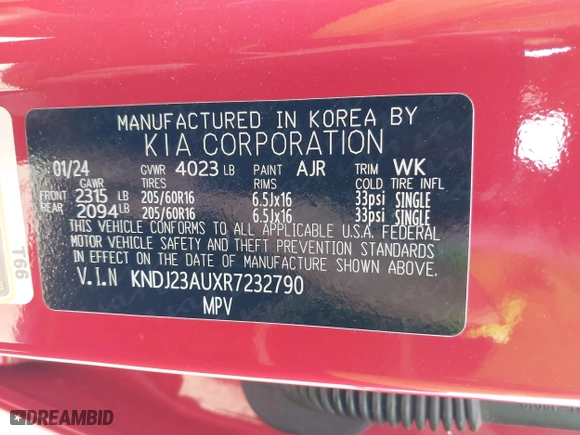 MANUFACTURED IN KOREA BY
KIA CORPORATION
01/24 GVWR 4023 LB PAINT AJR TRIM WK
GAWR TIRES RIMS COLD TIRE INFL
FRONT 2315 LB 205/60R16 6.5Jx16 33psi SINGLE
REAR 2094 LB 205/60R16 6.5Jx16 33psi SINGLE
THIS VEHICLE CONFORMS TO ALL APPLICABLE U.S.A. FEDERAL
MOTOR VEHICLE SAFETY AND THEFT PREVENTION STANDARDS
IN EFFECT ON THE DATE OF MANUFACTURE SHOWN ABOVE.
V.I.N KNDJ23AUXR7232790
MPV
T66
DREAMBID